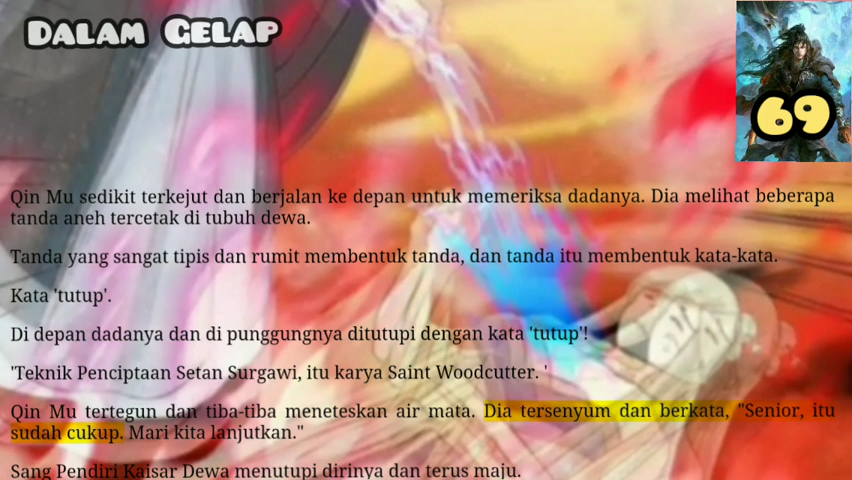 DALAM GELAP
69
Qin Mu sedikit terkejut dan berjalan ke depan untuk memeriksa dadanya. Dia melihat beberapa
tanda aneh tercetak di tubuh dewa.
Tanda yang sangat tipis dan rumit membentuk tanda, dan tanda itu membentuk kata-kata.
Kata 'tutup'.
Di depan dadanya dan di punggungnya ditutupi dengan kata 'tutup'!
'Teknik Penciptaan Setan Surgawi, itu karya Saint Woodcutter. '
Qin Mu tertegun dan tiba-tiba meneteskan air mata. Dia tersenyum dan berkata, "Senior, itu
sudah cukup. Mari kita lanjutkan."
Sang Pendiri Kaisar Dewa menutupi dirinya dan terus maju.